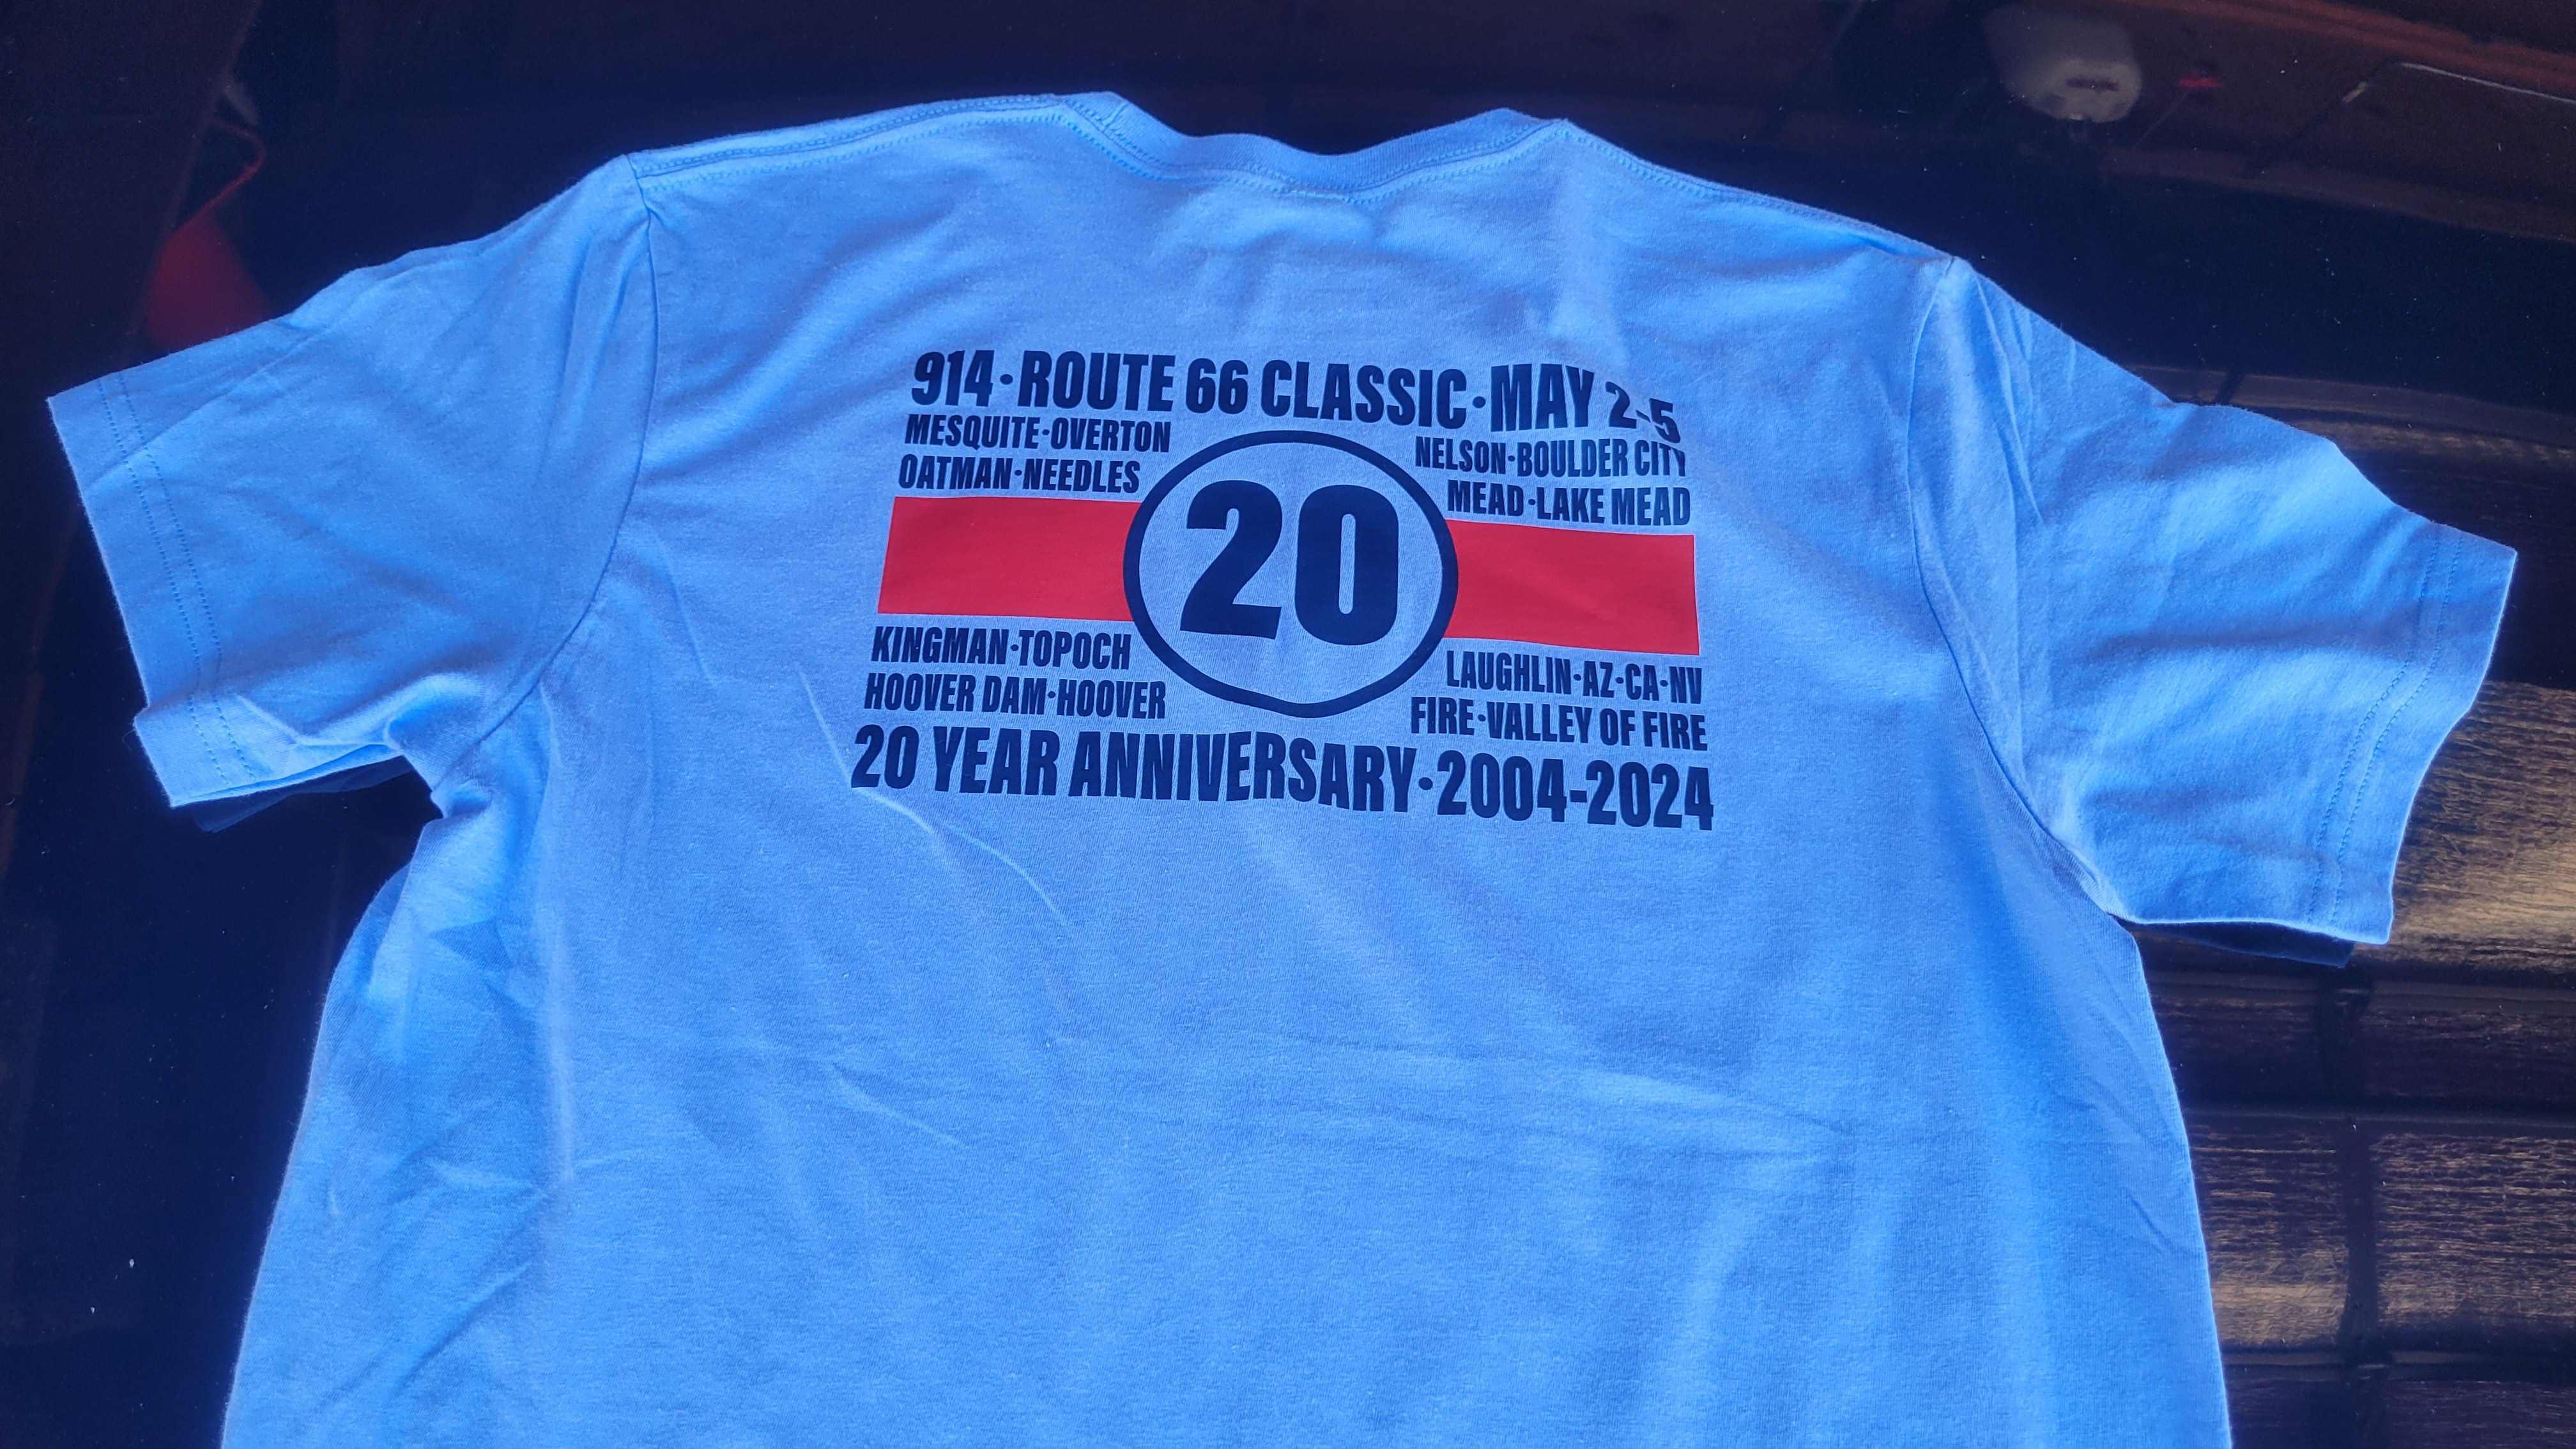 914·ROUTE 66 CLASSIC·MAY 2-5
MESQUITE·OVERTON
OATMAN·NEEDLES
NELSON·BOULDER CITY
MEAD·LAKE MEAD
20
KINGMAN·TOPOCH
HOOVER DAM·HOOVER
LAUGHLIN·AZ·CA·NV
FIRE·VALLEY OF FIRE
20 YEAR ANNIVERSARY·2004-2024